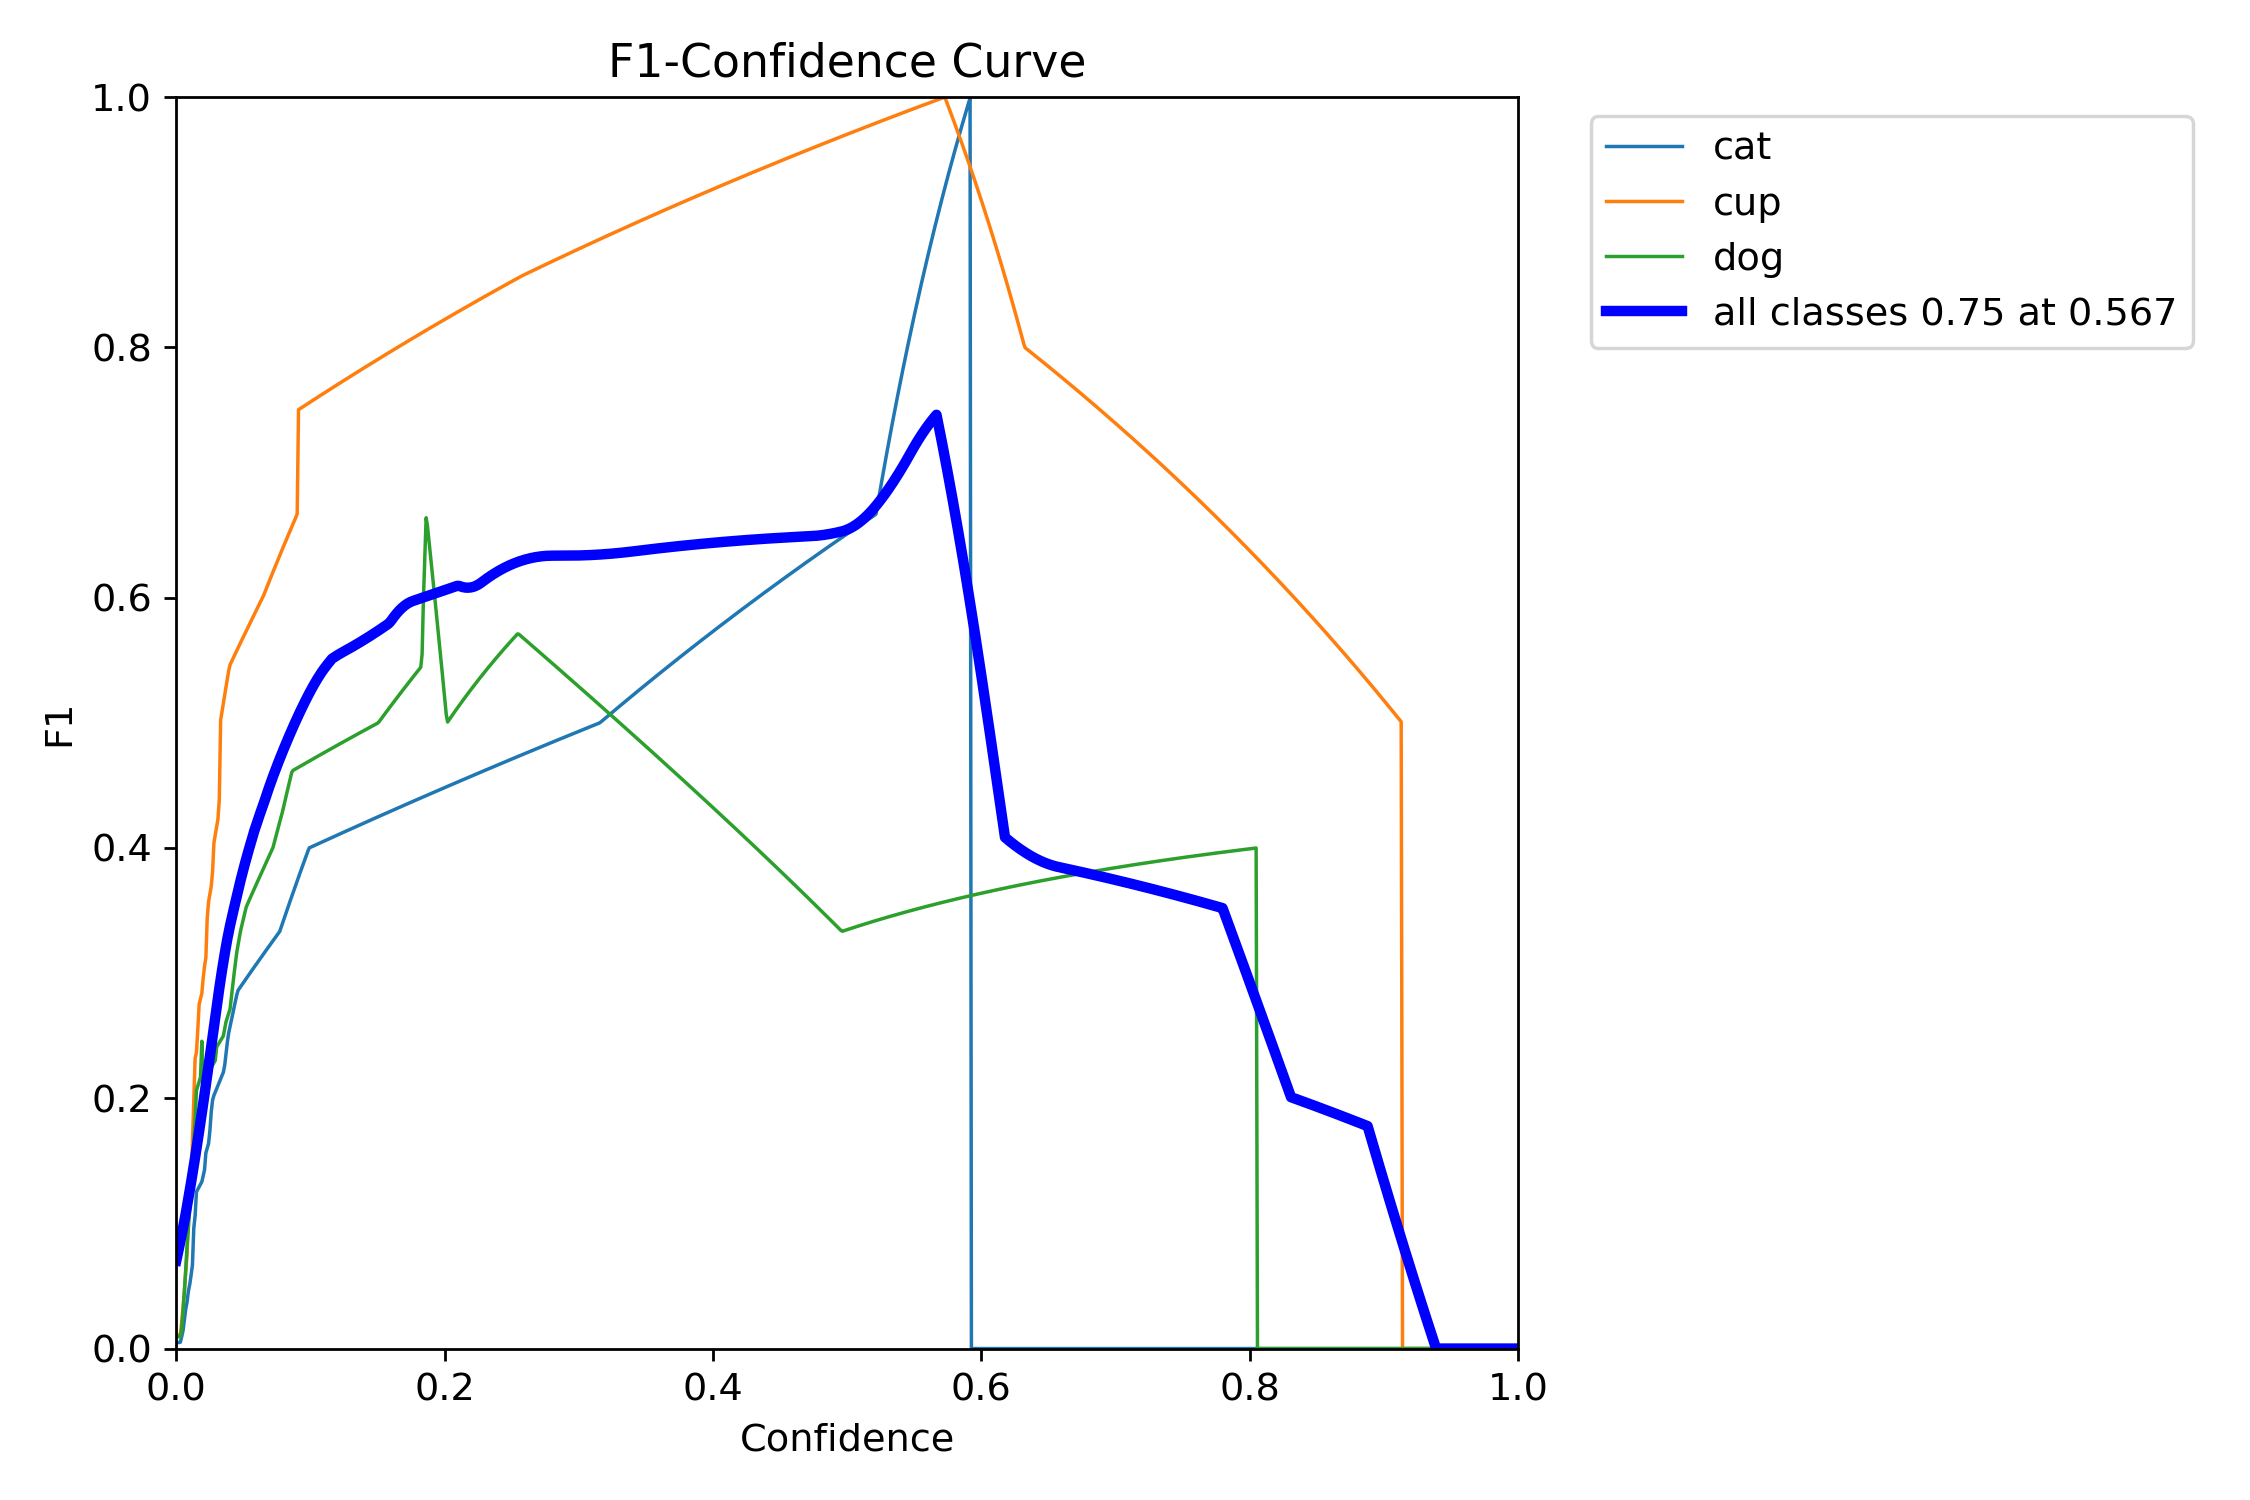 F1-Confidence Curve
1.0
0.8
0.6
0.4
0.2
0.0
F1
0.0 0.2 0.4 0.6 0.8 1.0
Confidence
cat
cup
dog
all classes 0.75 at 0.567